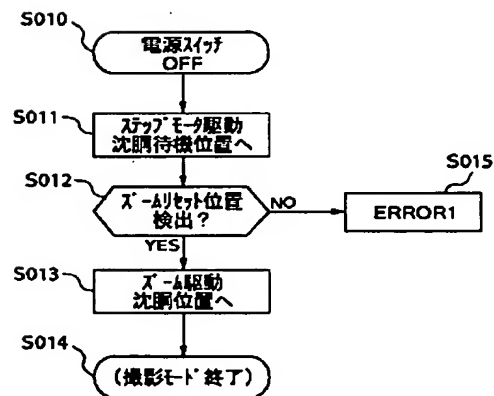 S010
電源スイッチ
OFF
S011
ステップモータ駆動
沈胴待機位置へ
S012
ズームリセット位置
検出?
NO
S015
ERROR1
YES
S013
ズーム駆動
沈胴位置へ
S014
(撮影モード終了)